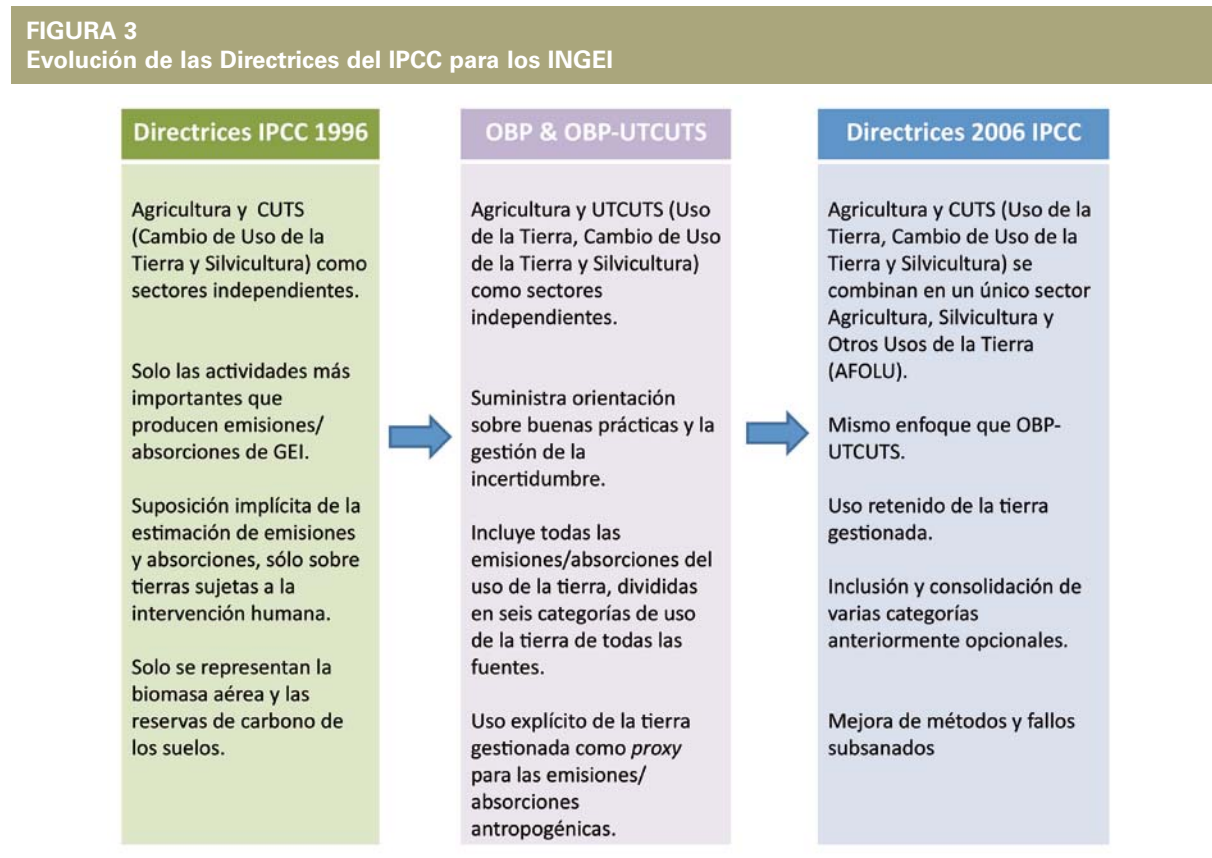 FIGURA 3
Evolución de las Directrices del IPCC para los INGEI
Directrices IPCC 1996
Agricultura y CUTS
(Cambio de Uso de la
Tierra y Silvicultura) como
sectores independientes.
Solo las actividades más
importantes que
producen emisiones/
absorciones de GEI.
Suposición implícita de la
estimación de emisiones
y absorciones, sólo sobre
tierras sujetas a la
intervención humana.
Solo se representan la
biomasa aérea y las
reservas de carbono de
los suelos.
OBP & OBP-UTCUTS
Agricultura y UTCUTS (Uso
de la Tierra, Cambio de Uso
de la Tierra y Silvicultura)
como sectores
independientes.
Suministra orientación
sobre buenas prácticas y la
gestión de la
incertidumbre.
Incluye todas las
emisiones/absorciones del
uso de la tierra, divididas
en seis categorías de uso
de la tierra de todas las
fuentes.
Uso explícito de la tierra
gestionada como proxy
para las emisiones/
absorciones
antropogénicas.
Directrices 2006 IPCC
Agricultura y CUTS (Uso de la
Tierra, Cambio de Uso de la
Tierra y Silvicultura) se
combinan en un único sector
Agricultura, Silvicultura y
Otros Usos de la Tierra
(AFOLU).
Mismo enfoque que OBP-
UTCUTS.
Uso retenido de la tierra
gestionada.
Inclusión y consolidación de
varias categorías
anteriormente opcionales.
Mejora de métodos y fallos
subsanados